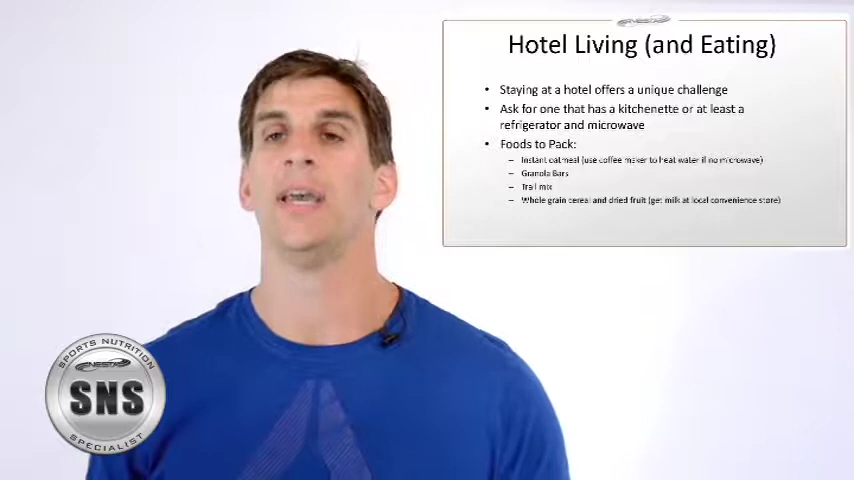 NESTA
Hotel Living (and Eating)
• Staying at a hotel offers a unique challenge
• Ask for one that has a kitchenette or at least a
refrigerator and microwave
• Foods to Pack:
– Instant oatmeal (use coffee maker to heat water if no microwave)
– Granola Bars
– Trail mix
– Whole grain cereal and dried fruit (get milk at local convenience store)
SPORTS NUTRITION
NESTA
SNS
SPECIALIST